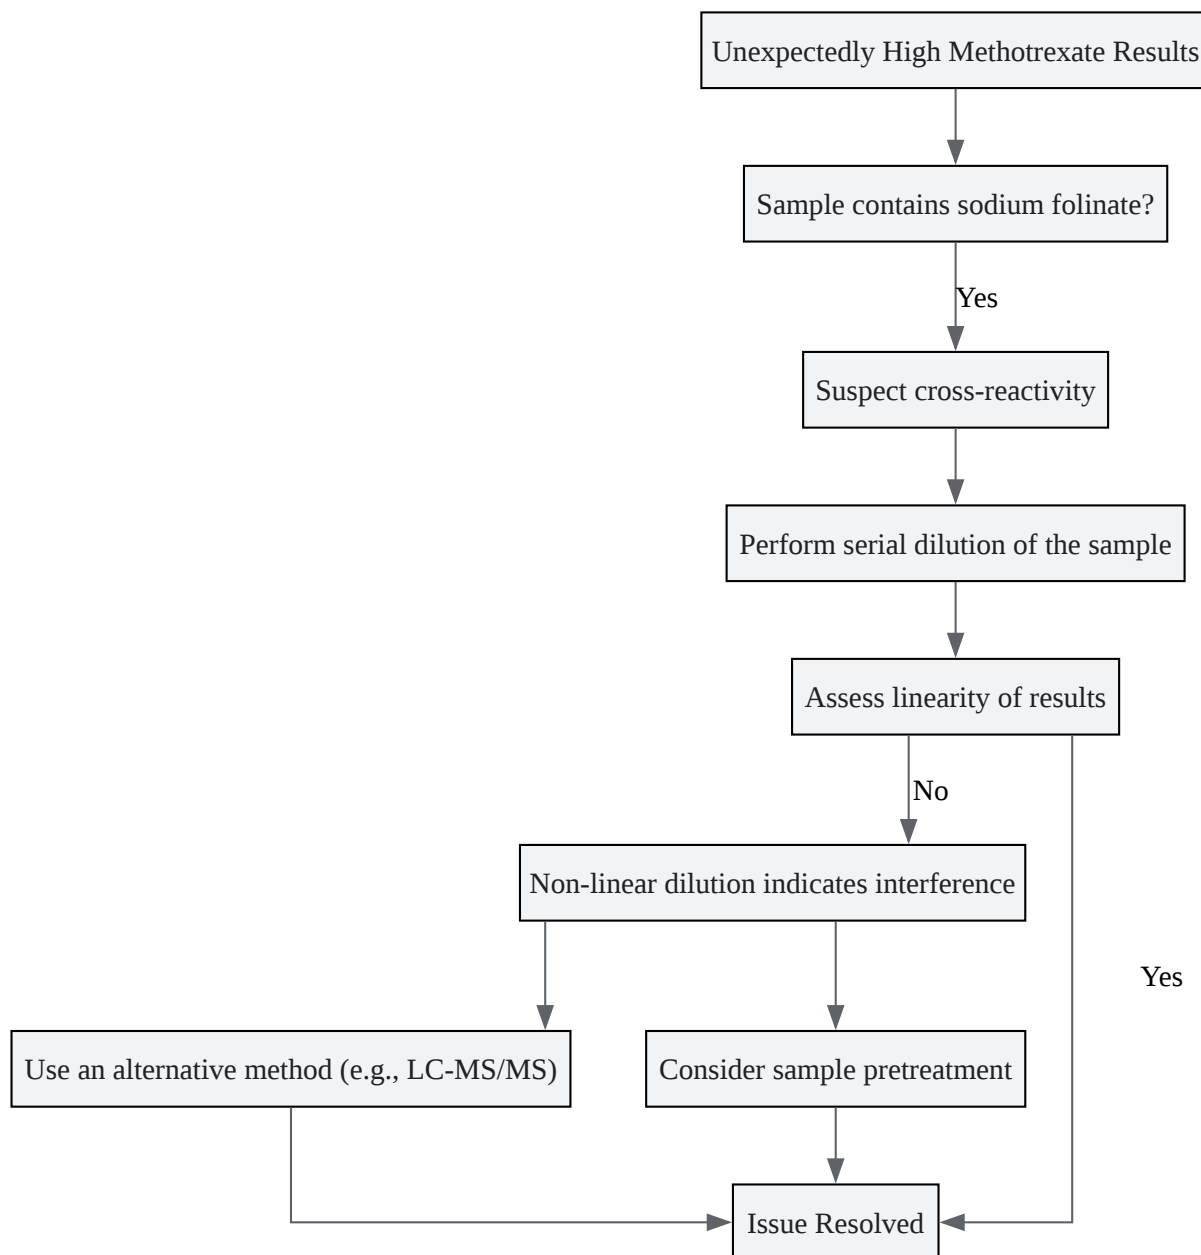 Unexpectedly High Methotrexate Results
Sample contains sodium folinate?
Yes
Suspect cross-reactivity
Perform serial dilution of the sample
Assess linearity of results
No
Non-linear dilution indicates interference
Yes
Use an alternative method (e.g., LC-MS/MS)
Consider sample pretreatment
Issue Resolved